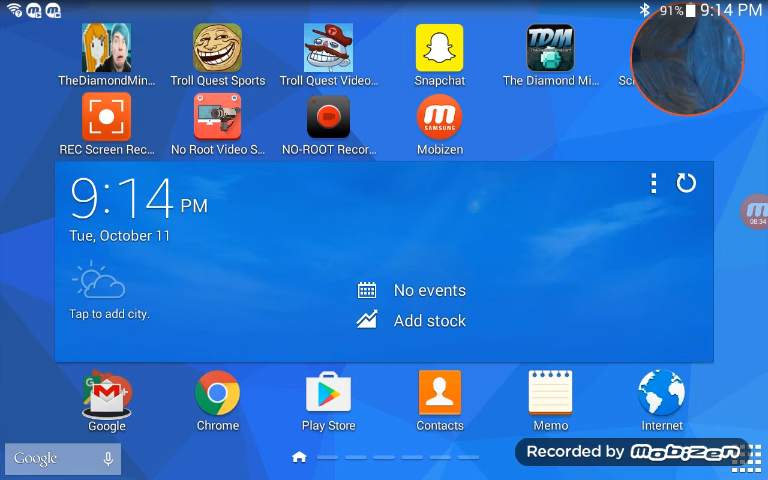 91% 9:14 PM
TDM
TheDiamondMin...
Troll Quest Sports
Troll Quest Video...
Snapchat
The Diamond Mi...
REC Screen Rec...
No Root Video S...
NO-ROOT Recor...
SAMSUNG
Mobizen
08:34
9:14 PM
Tue, October 11
Tap to add city.
No events
Add stock
Google
Chrome
Play Store
Contacts
Memo
Internet
Google
Recorded by Mobizen